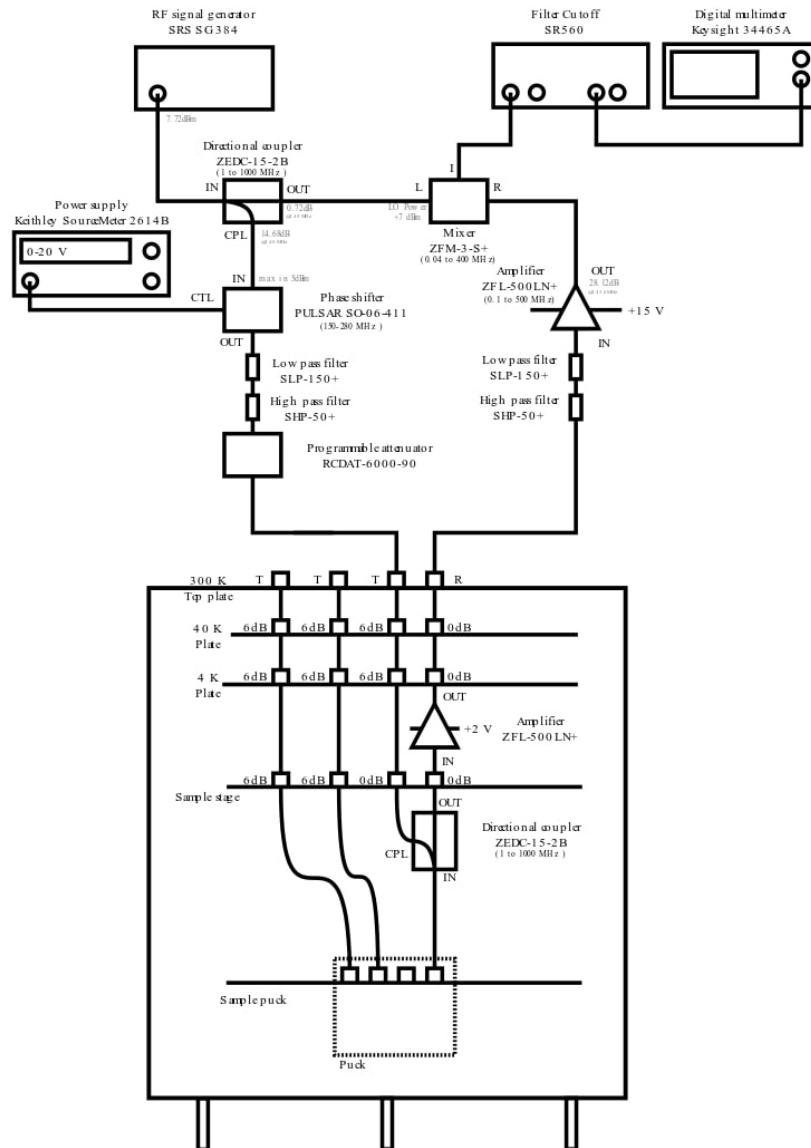 RF signal generator
SRS SG384
Filter Cutoff
SR560
Digital multimeter
Keysight 34465A
7.72dBm
Directional coupler
ZEDC-15-2B
(1 to 1000 MHz)
IN
OUT
0.72dB
CPL
14.68dB
L
I
R
LO Power
+7 dBm
Mixer
ZFM-3-S+
(0.04 to 400 MHz)
Power supply
Keithley SourceMeter 2614B
0-20 V
CTL
IN
max in 5dBm
Phase shifter
PULSAR SO-06-411
(150-280 MHz)
OUT
Amplifier
ZFL-500LN+
(0.1 to 500 MHz)
OUT
28.12dB
+15 V
IN
Low pass filter
SLP-150+
High pass filter
SHP-50+
Low pass filter
SLP-150+
High pass filter
SHP-50+
Programmible attenuator
RCDAT-6000-90
300 K
Top plate
T
T
T
R
40 K
Plate
6dB
6dB
6dB
0dB
4 K
Plate
6dB
6dB
6dB
0dB
OUT
Amplifier
ZFL-500LN+
+2 V
IN
Sample stage
6dB
6dB
0dB
0dB
OUT
Directional coupler
ZEDC-15-2B
(1 to 1000 MHz)
CPL
IN
Sample puck
Puck